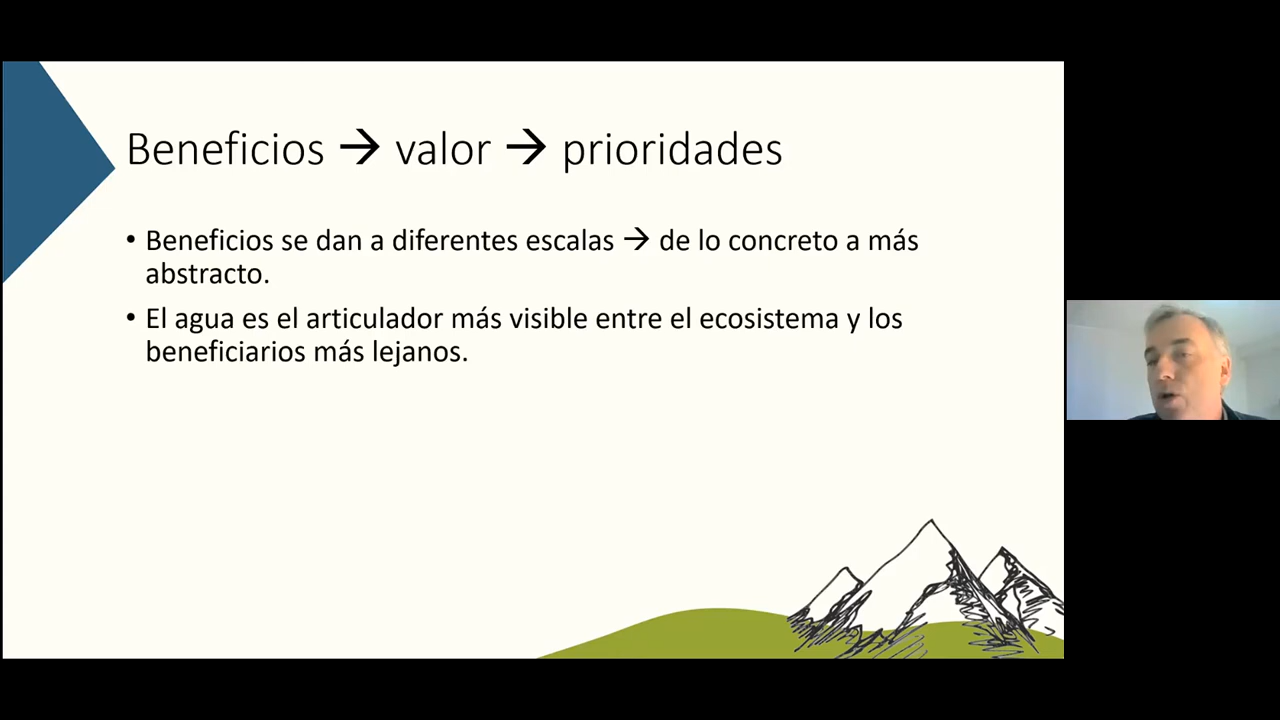 Beneficios → valor → prioridades
• Beneficios se dan a diferentes escalas → de lo concreto a más
abstracto.
• El agua es el articulador más visible entre el ecosistema y los
beneficiarios más lejanos.